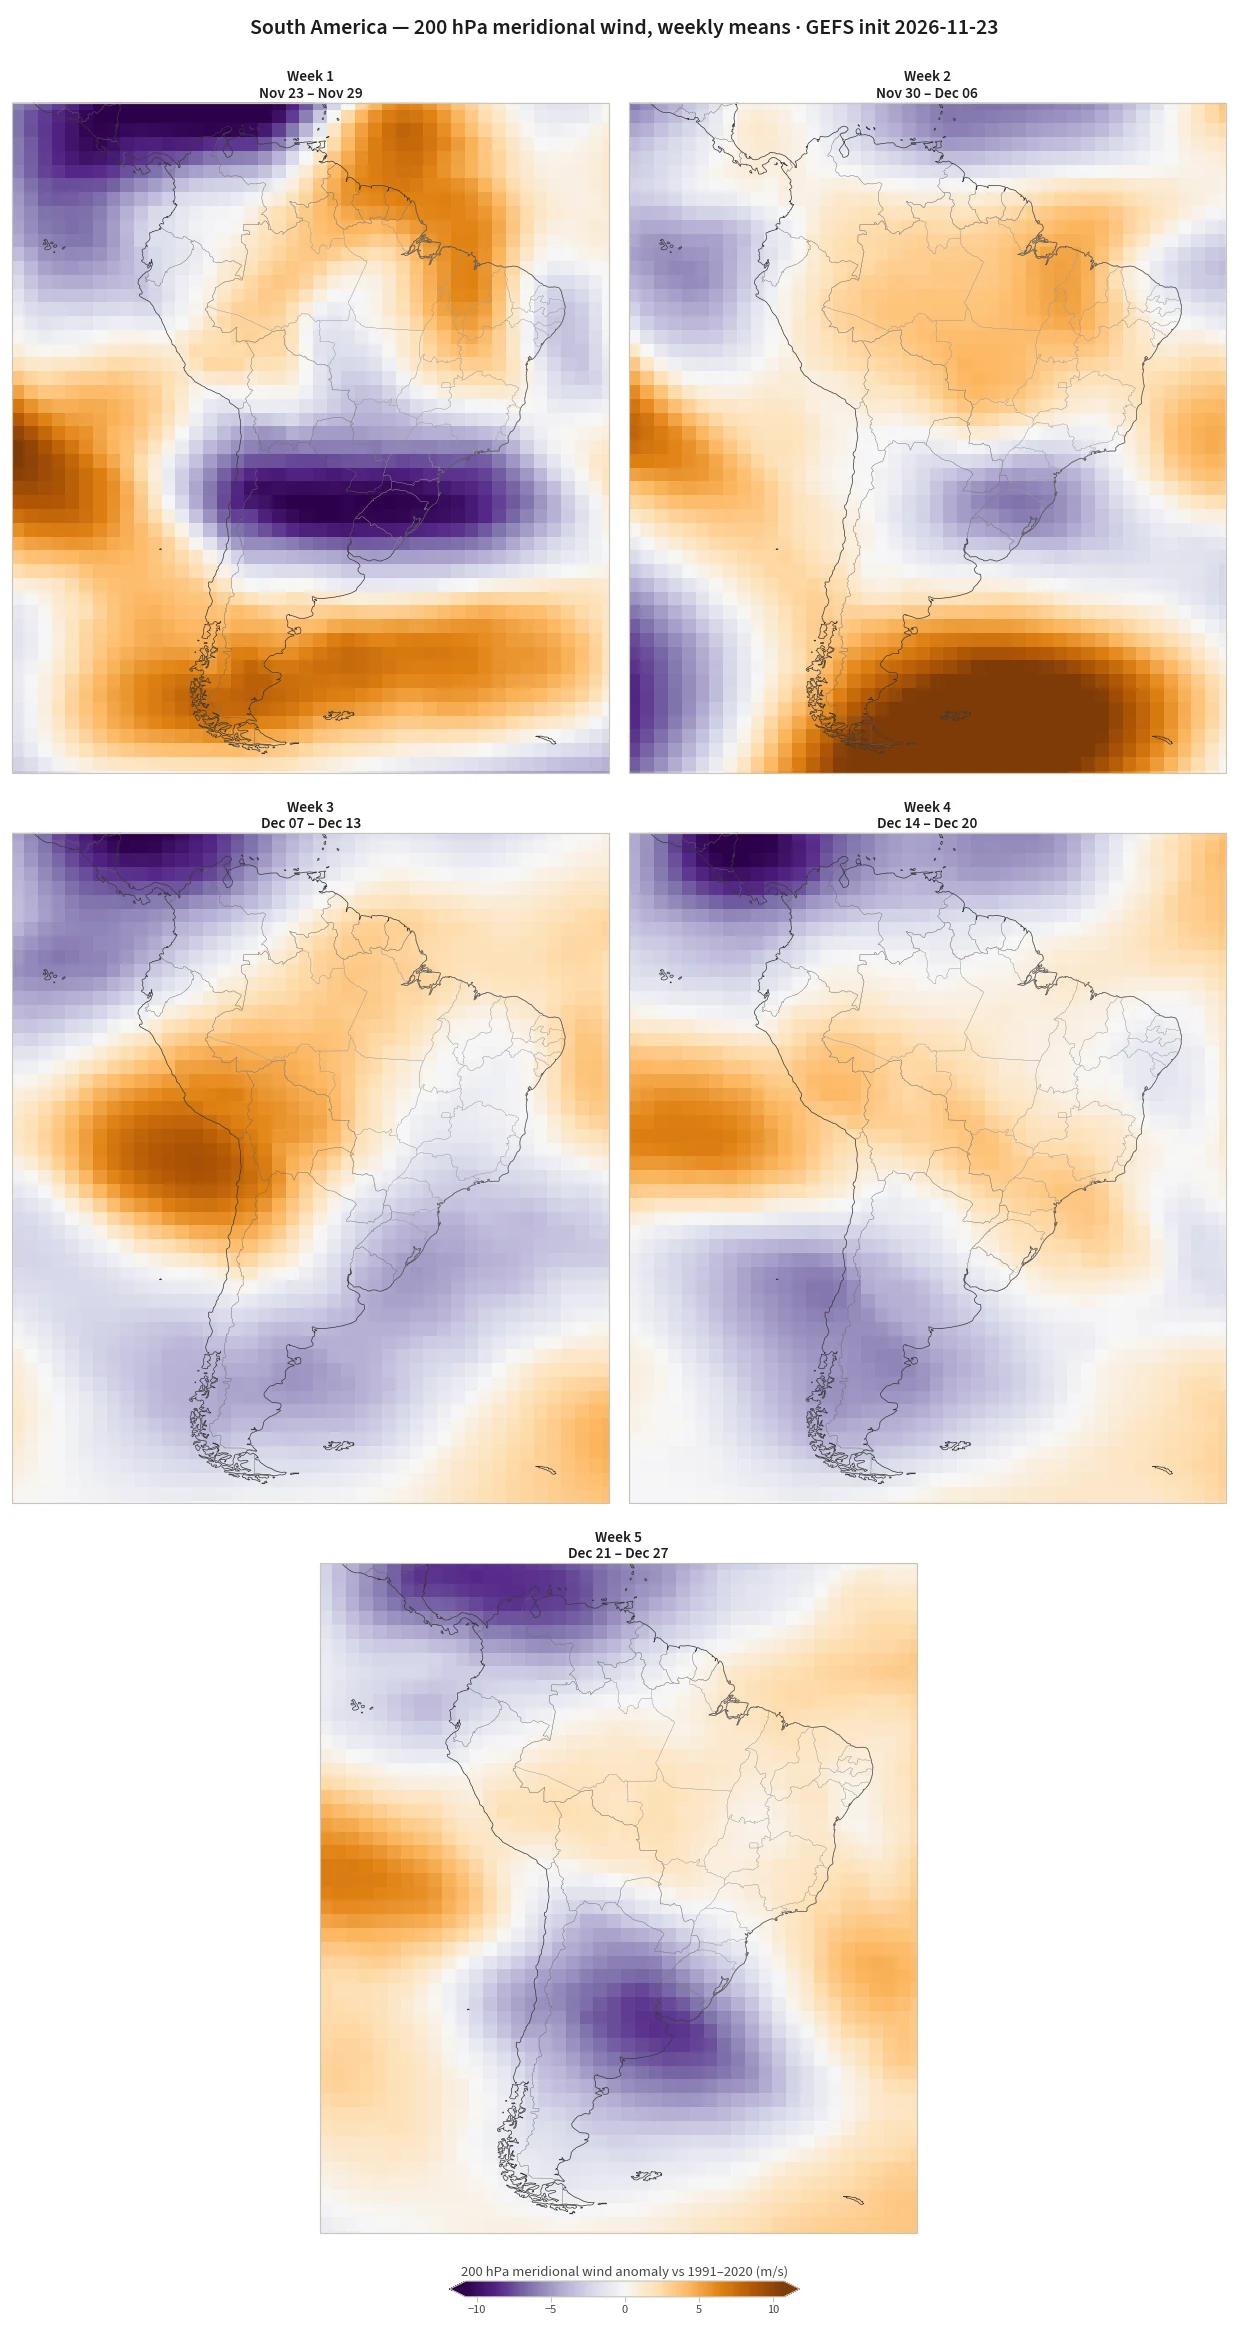 South America — 200 hPa meridional wind, weekly means · GEFS init 2026-11-23
Week 1
Nov 23 – Nov 29
Week 2
Nov 30 – Dec 06
Week 3
Dec 07 – Dec 13
Week 4
Dec 14 – Dec 20
Week 5
Dec 21 – Dec 27
200 hPa meridional wind anomaly vs 1991–2020 (m/s)
−10 −5 0 5 10